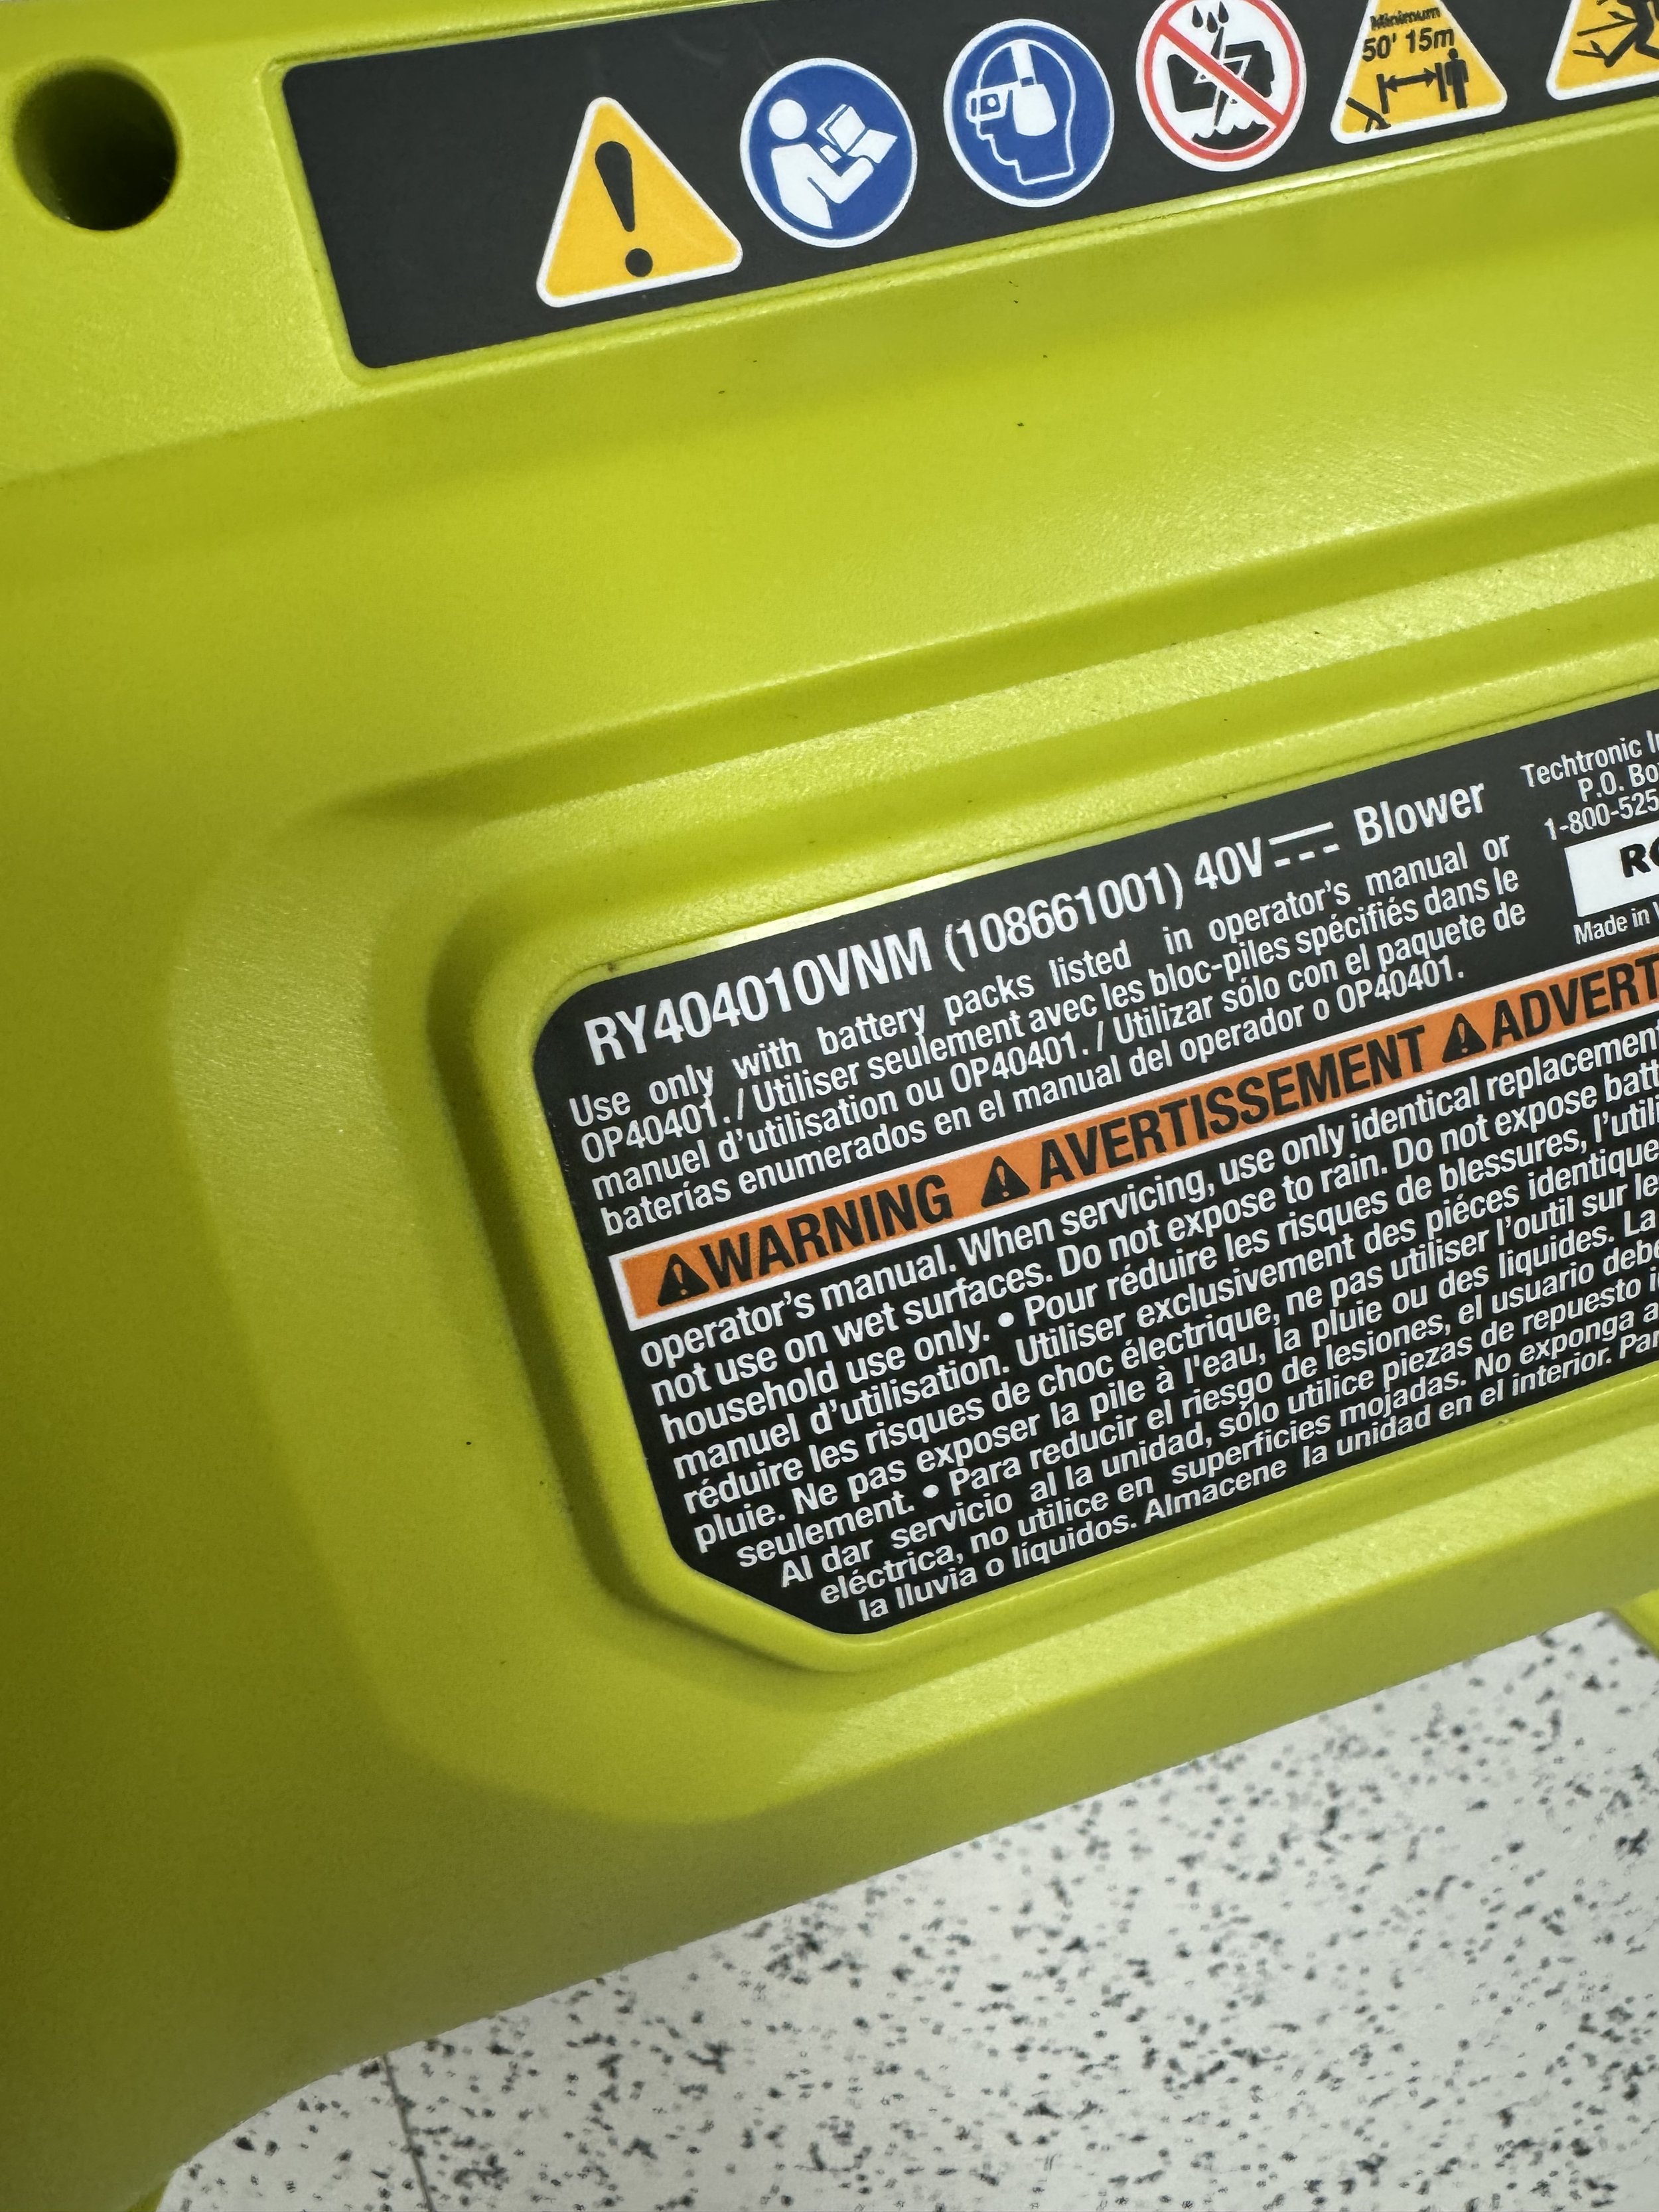 Minimum
50' 15m
RY404010VNM (108661001) 40V Blower
Use only with battery packs listed in operator's manual or
OP40401. / Utiliser seulement avec les bloc-piles spécifiés dans le
manuel d'utilisation ou OP40401. / Utilizar sólo con el paquete de
baterías enumerados en el manual del operador o OP40401.
Techtronic
P.O.
1-800-525
Made in
WARNING AVERTISSEMENT ADVERT
operator's manual. When servicing, use only identical replacement
not use on wet surfaces. Do not expose to rain. Do not expose batt
household use only. • Pour réduire les risques de blessures, l'utili
manuel d'utilisation. Utiliser exclusivement des piéces identique
réduire les risques de choc électrique, ne pas utiliser l'outil sur le
pluie. Ne pas exposer la pile à l'eau, la pluie ou des liquides. La
seulement. • Para reducir el riesgo de lesiones, el usuario debe
Al dar servicio al la unidad, sólo utilice piezas de repuesto i
eléctrica, no utilice en superficies mojadas. No exponga a
la lluvia o líquidos. Almacene la unidad en el interior. Par